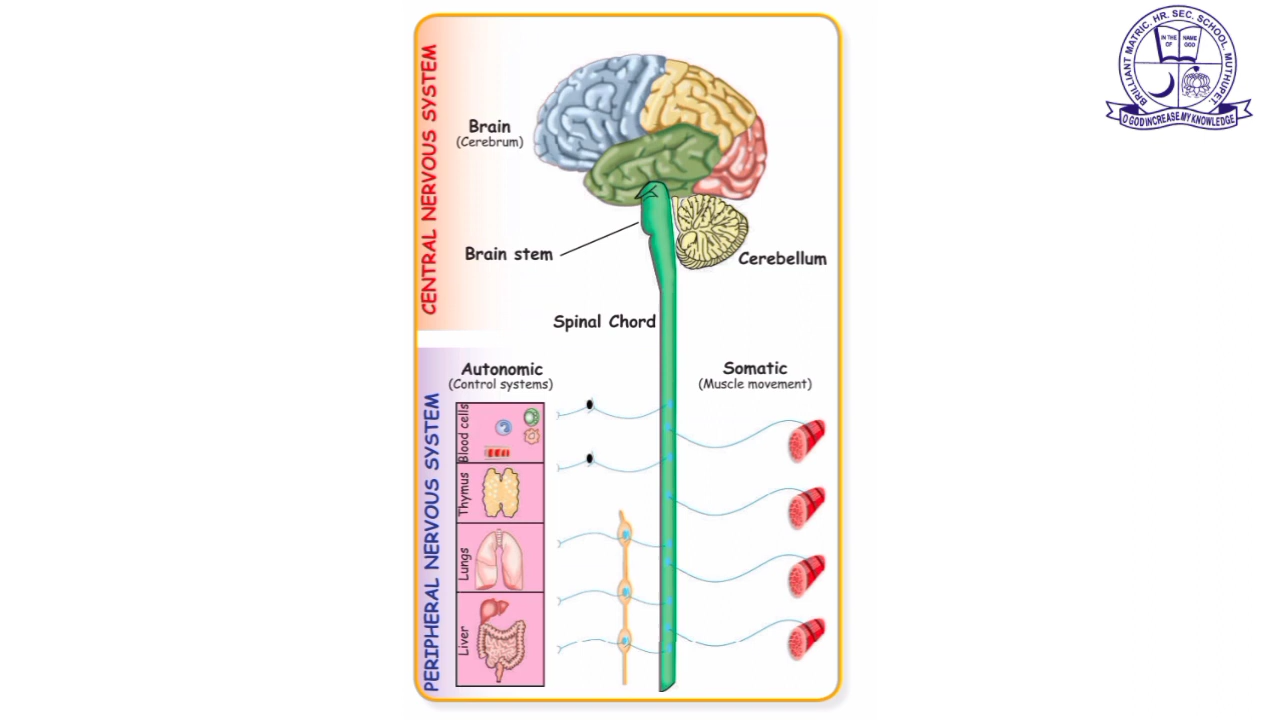 CENTRAL NERVOUS SYSTEM
Brain
(Cerebrum)
Brain stem
Cerebellum
Spinal Chord
PERIPHERAL NERVOUS SYSTEM
Autonomic
(Control systems)
Somatic
(Muscle movement)
Blood cells
Thymus
Lungs
Liver
BRILLIANT MATRIC. HR. SEC. SCHOOL, MUTHUPET.
IN THE NAME
OF GOD
O GOD INCREASE MY KNOWLEDGE